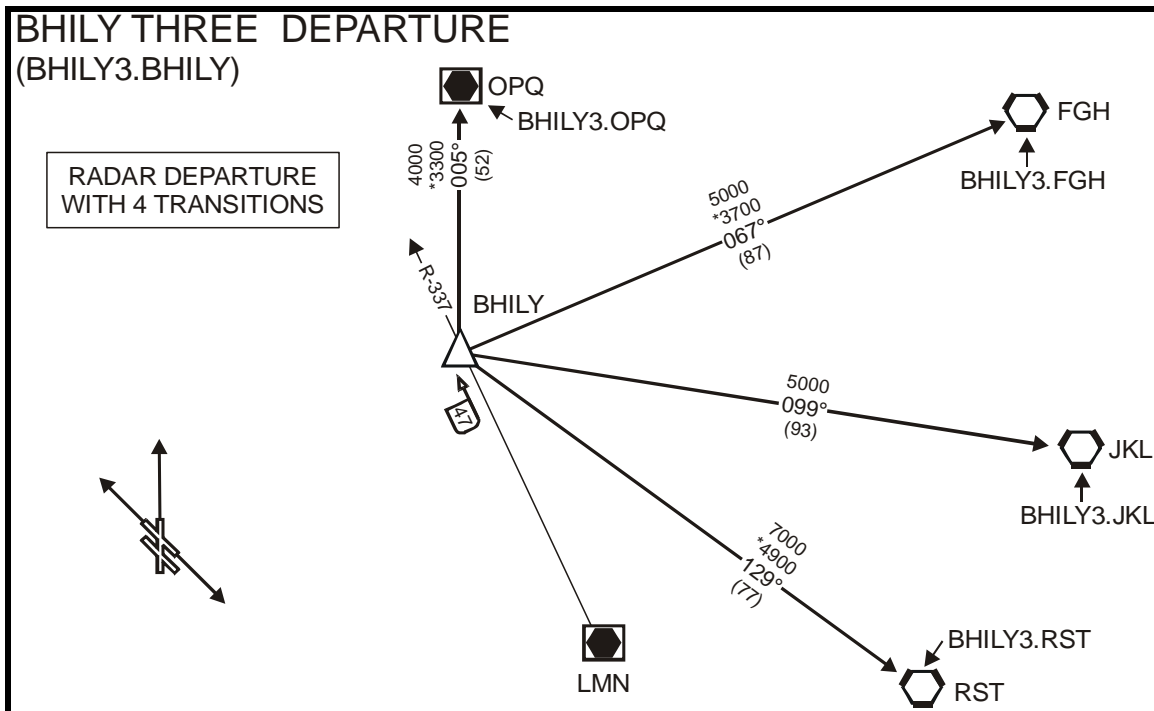 BHILY THREE DEPARTURE
(BHILY3.BHILY)
RADAR DEPARTURE
WITH 4 TRANSITIONS
OPQ
BHILY3.OPQ
4000
*3300
005°
(52)
FGH
BHILY3.FGH
5000
*3700
067°
(87)
R-337
BHILY
47
5000
099°
(93)
JKL
BHILY3.JKL
7000
*4900
129°
(77)
LMN
BHILY3.RST
RST